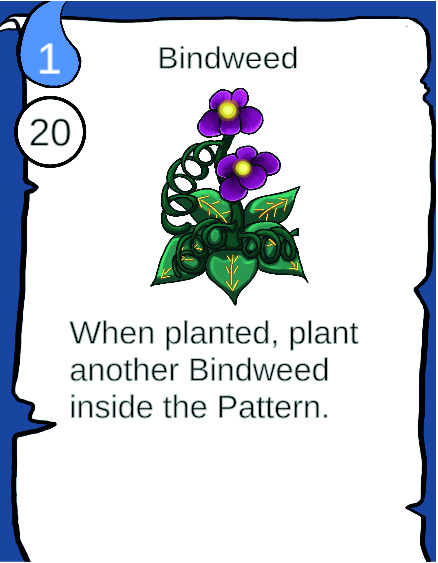 1
Bindweed
20
When planted, plant
another Bindweed
inside the Pattern.